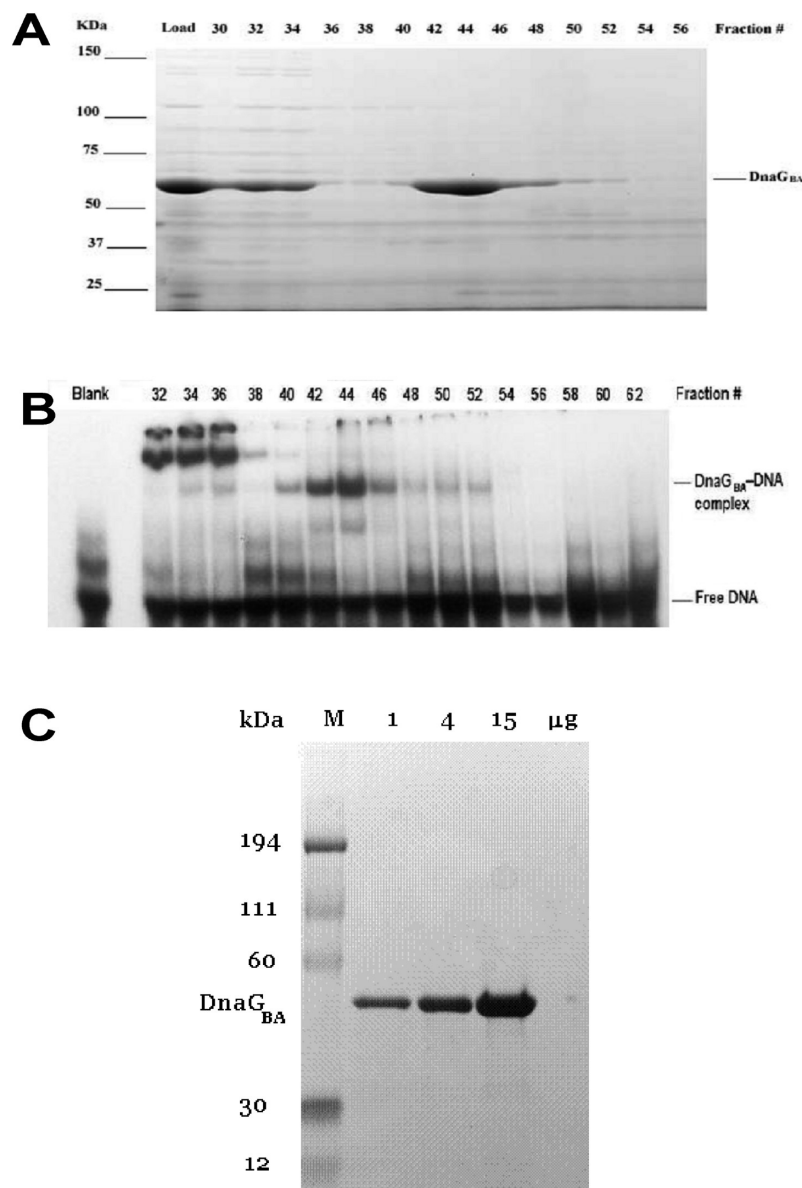 A
KDa Load 30 32 34 36 38 40 42 44 46 48 50 52 54 56 Fraction #
150
100
75
DnaGBA
50
37
25
B
Blank 32 34 36 38 40 42 44 46 48 50 52 54 56 58 60 62 Fraction #
DnaGBA-DNA
complex
Free DNA
C
kDa M 1 4 15 µg
194
111
60
DnaGBA
30
12